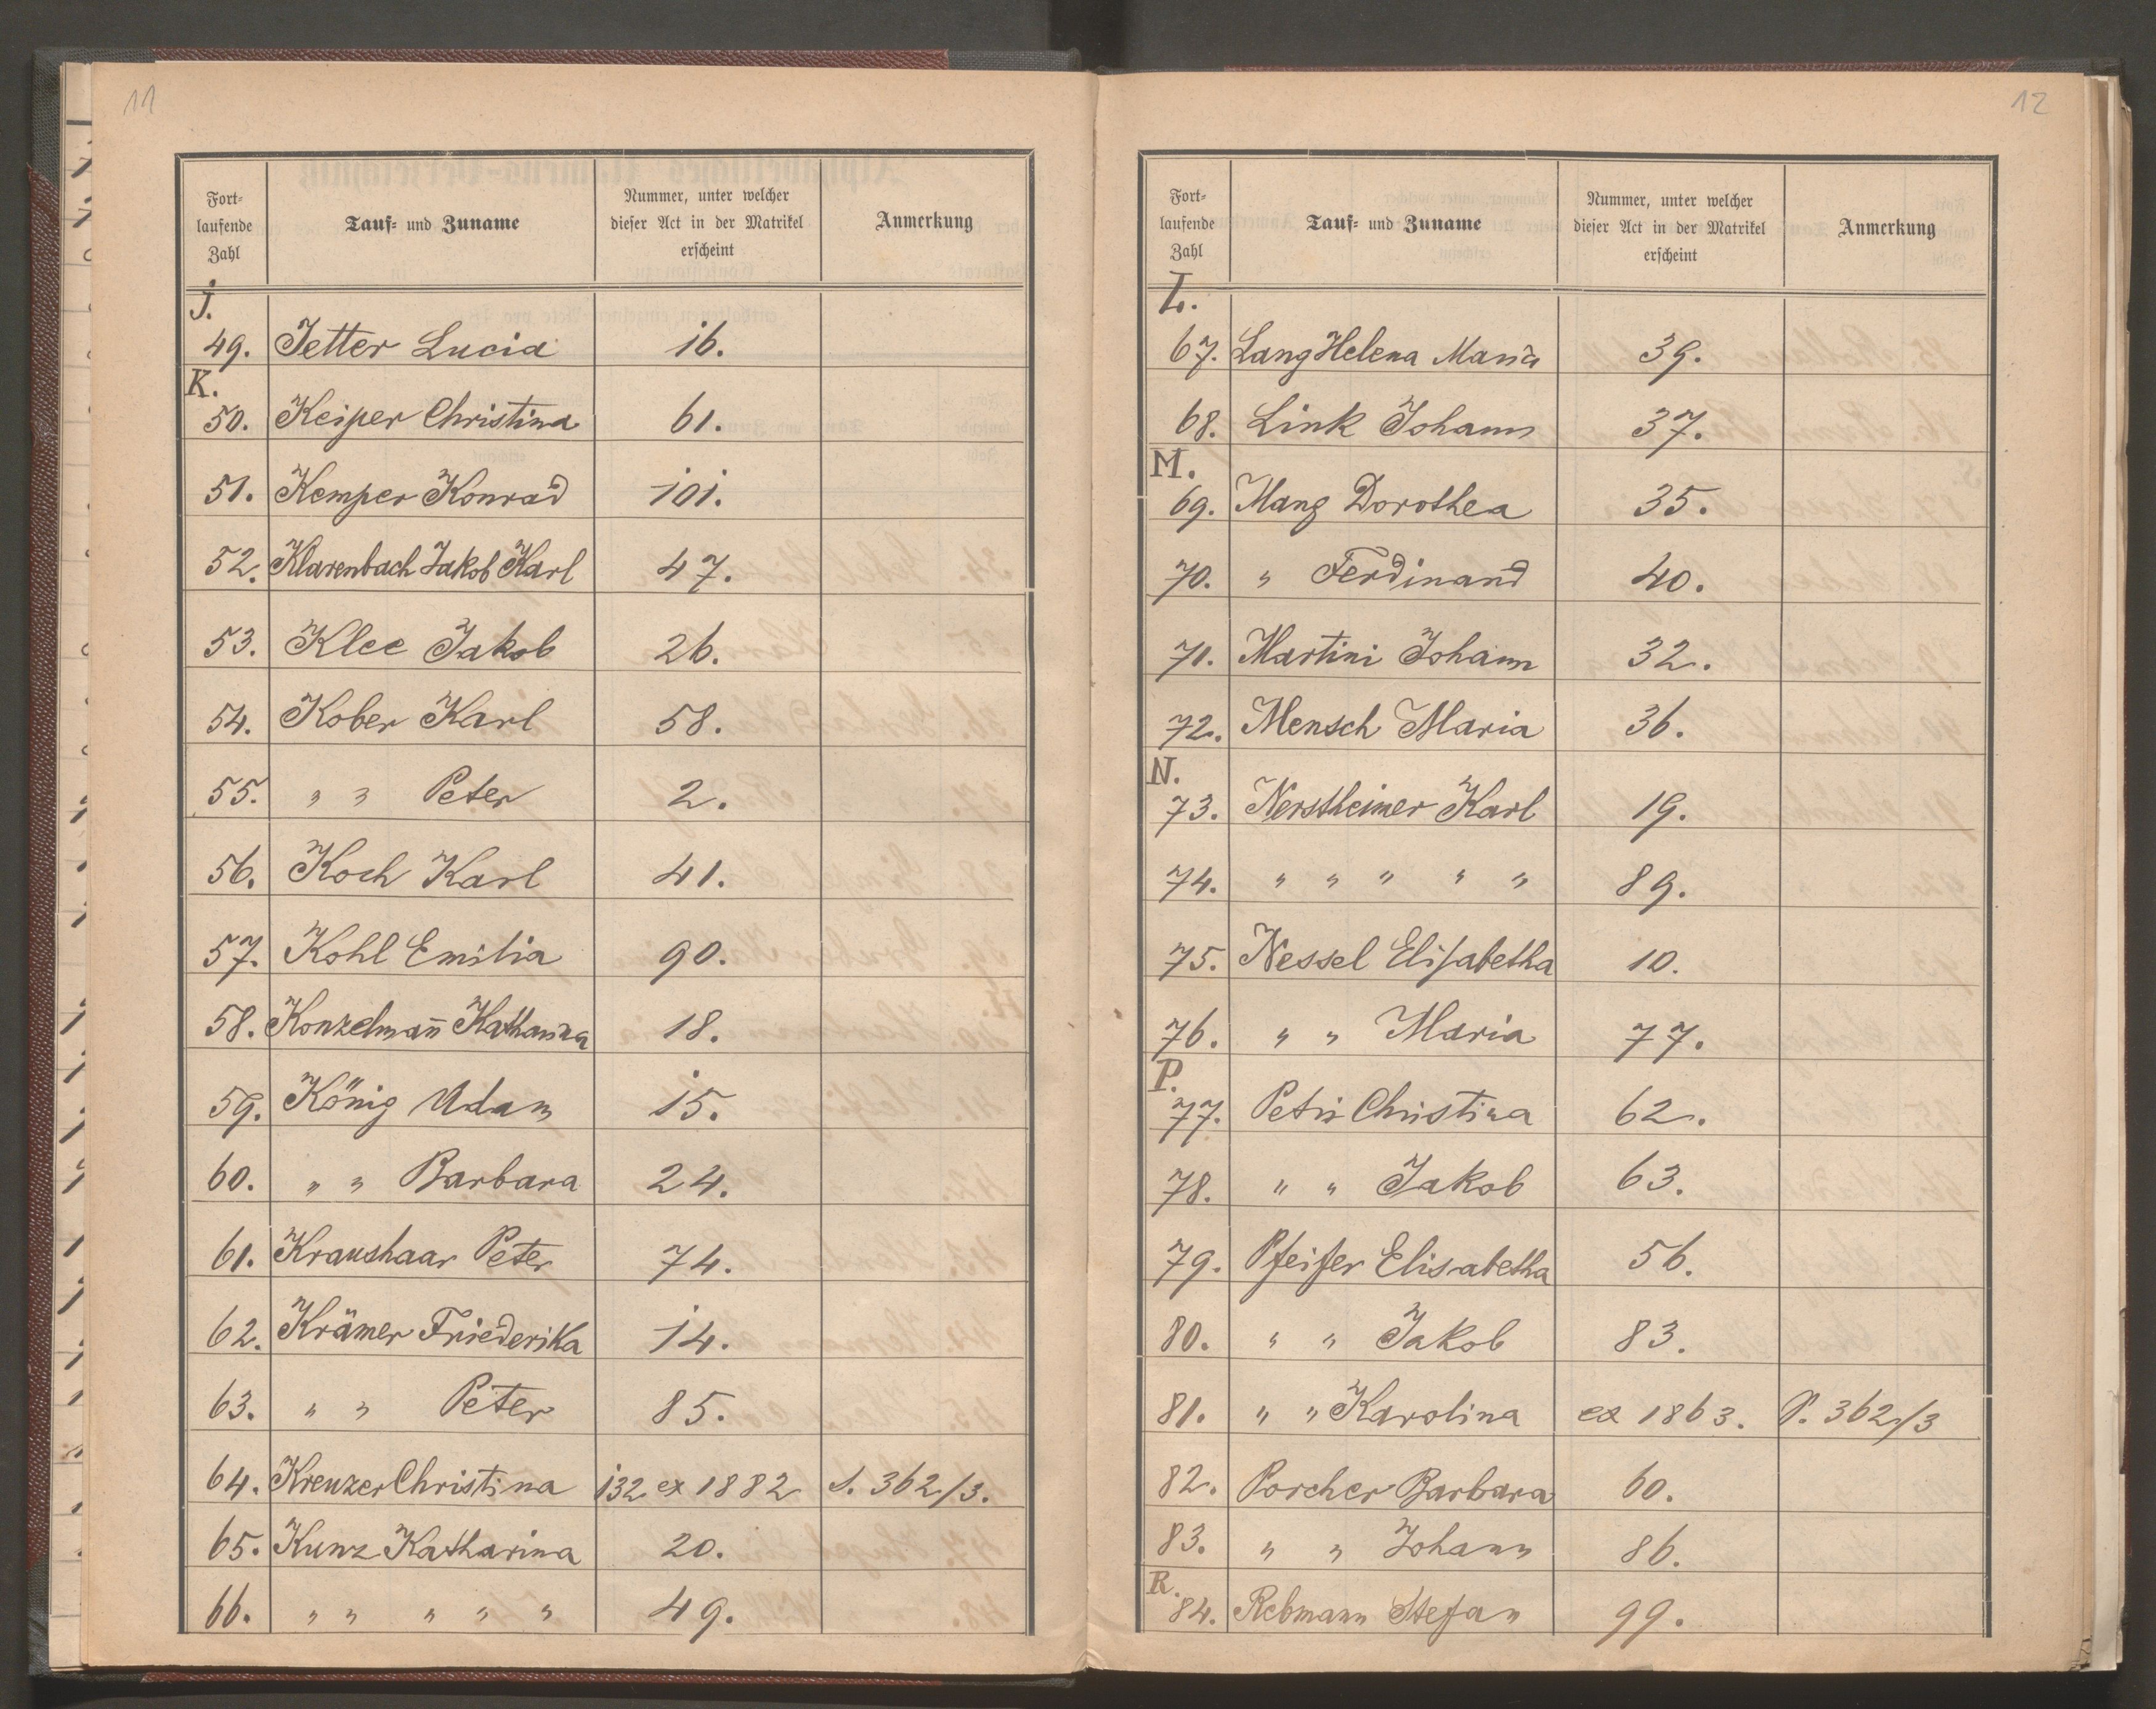 11
Fort-laufende Zahl | Tauf- und Zuname | Nummer, unter welcher dieser Act in der Matrikel erscheint | Anmerkung
J.
49. Jetter Lucia 16.
K.
50. Keiper Christina 61.
51. Kemper Konrad 101.
52. Klarenbach Jakob Karl 47.
53. Klee Jakob 26.
54. Kober Karl 58.
55. " " Peter 2.
56. Koch Karl 41.
57. Kohl Emilia 90.
58. Konzelman̄ Katharina 18.
59. König Adam 15.
60. " " Barbara 24.
61. Kraushaar Peter 74.
62. Krämer Friederika 14.
63. " " Peter 85.
64. Kreuzer Christina 132 ex 1882 S. 362/3.
65. Kunz Katharina 20.
66. " " " " " 49.
12
Fort-laufende Zahl | Tauf- und Zuname | Nummer, unter welcher dieser Act in der Matrikel erscheint | Anmerkung
L.
67. Lang Helena Maria 39.
68. Link Johann 37.
M.
69. Mang Dorothea 35.
70. " Ferdinand 40.
71. Martini Johann 32.
72. Mensch Maria 36.
N.
73. Nerstheimer Karl 19.
74. " " " " " 89.
75. Nessel Elisabetha 10.
76. " " Maria 77.
P.
77. Petri Christina 62.
78. " " Jakob 63.
79. Pfeifer Elisabetha 56.
80. " " Jakob 83.
81. " " Karolina ex 1863. P. 362/3
82. Porcher Barbara 60.
83. " " Johann 86.
R.
84. Rebmann Stefan 99.